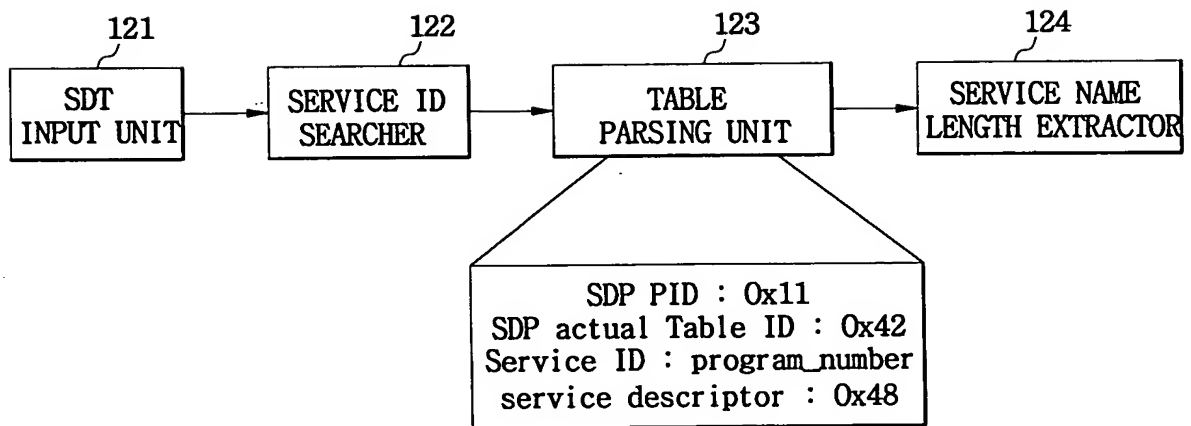 121
122
123
124
SDT
INPUT UNIT
SERVICE ID
SEARCHER
TABLE
PARSING UNIT
SERVICE NAME
LENGTH EXTRACTOR
SDP PID : 0x11
SDP actual Table ID : 0x42
Service ID : program_number
service descriptor : 0x48